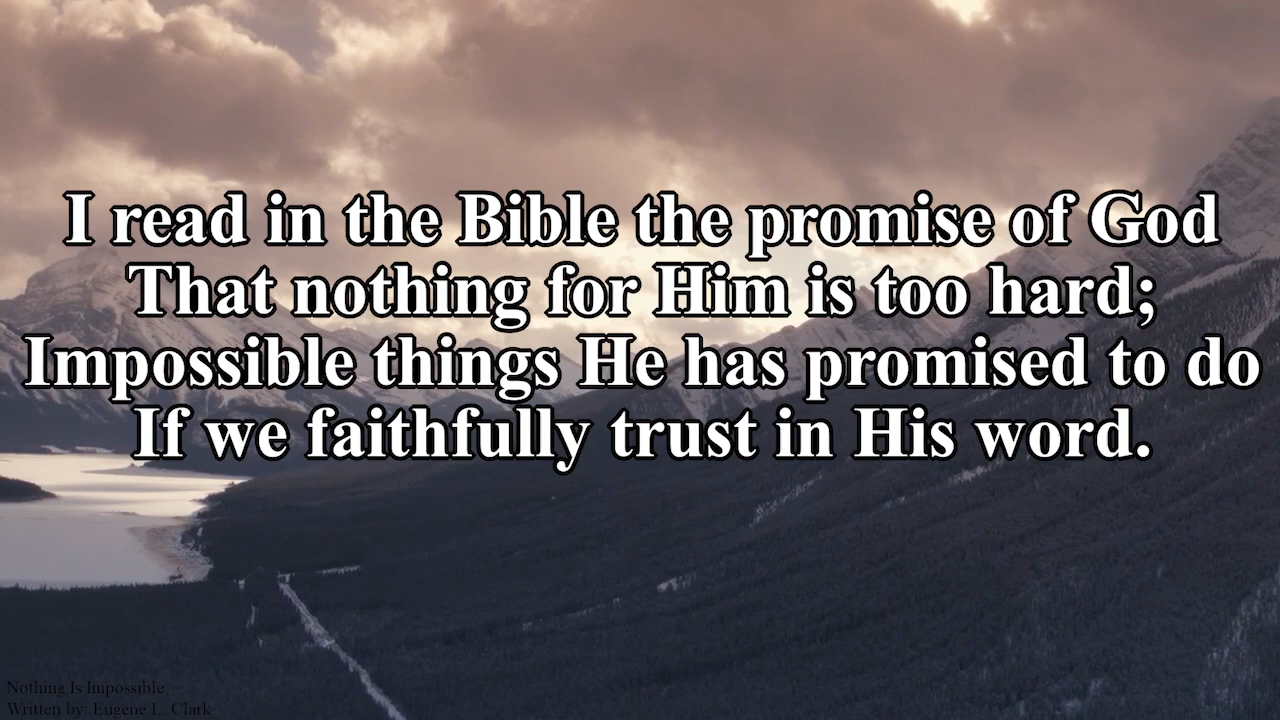 I read in the Bible the promise of God
That nothing for Him is too hard;
Impossible things He has promised to do
If we faithfully trust in His word.
Nothing Is Impossible
Written by: Eugene L. Clark